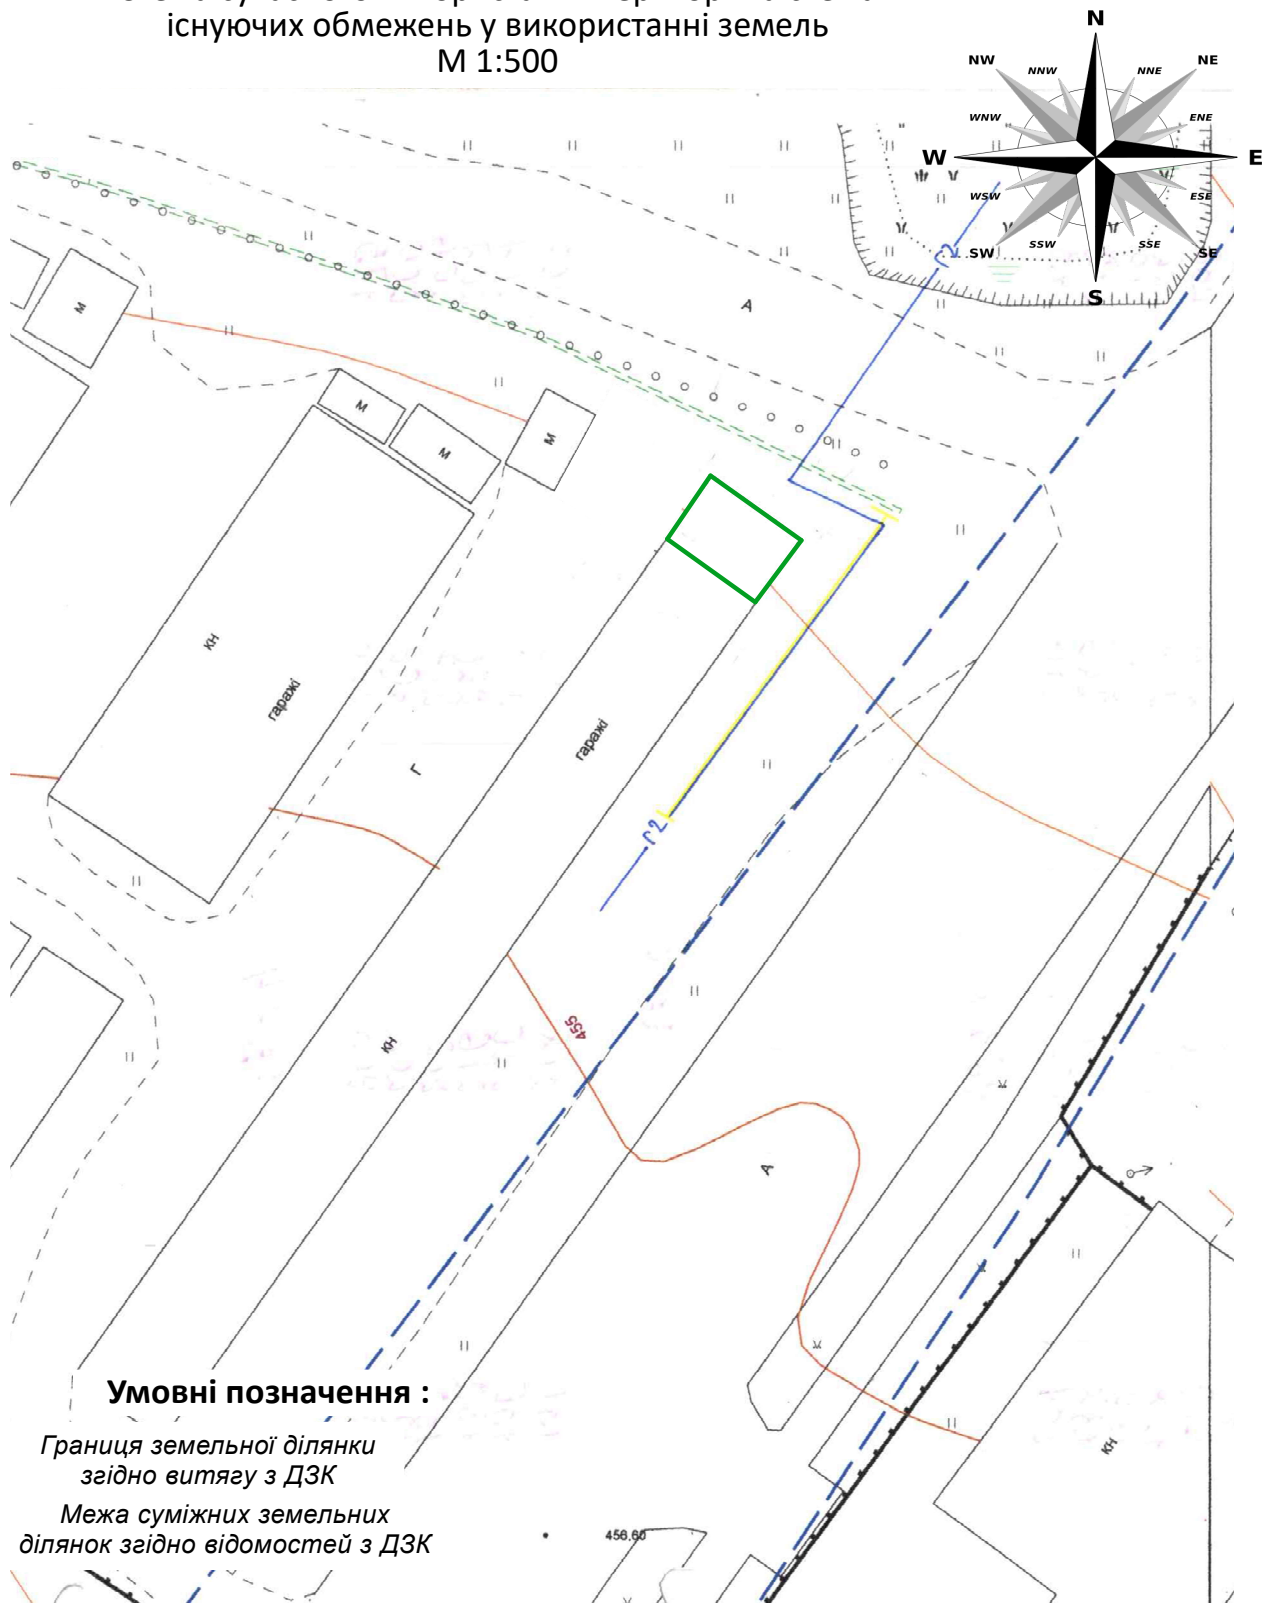 існуючих обмежень у використанні земель
М 1:500
N
NW
NNW
NNE
NE
WNW
ENE
W
E
WSW
ESE
SW
SSW
SSE
SE
S
Г2
А
М
М
М
М
КН
гаражі
гаражі
Г
Г2
КН
455
А
К
К
К
КН
456,60
К
Умовні позначення :
Границя земельної ділянки
згідно витягу з ДЗК
Межа суміжних земельних
ділянок згідно відомостей з ДЗК